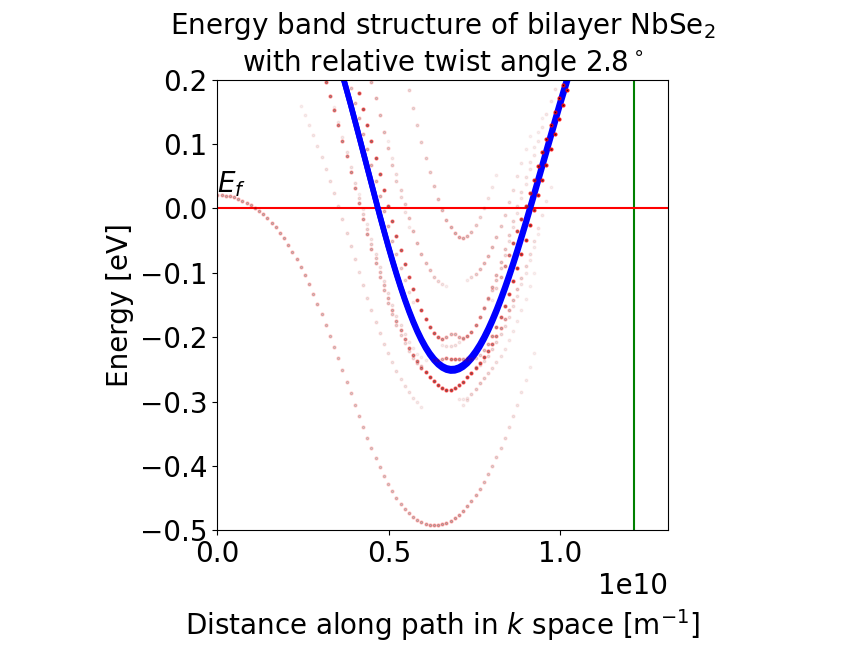 Energy band structure of bilayer NbSe₂
with relative twist angle 2.8°
0.2
0.1
E_f
0.0
−0.1
−0.2
−0.3
−0.4
−0.5
Energy [eV]
0.0 0.5 1.0
1e10
Distance along path in k space [m⁻¹]